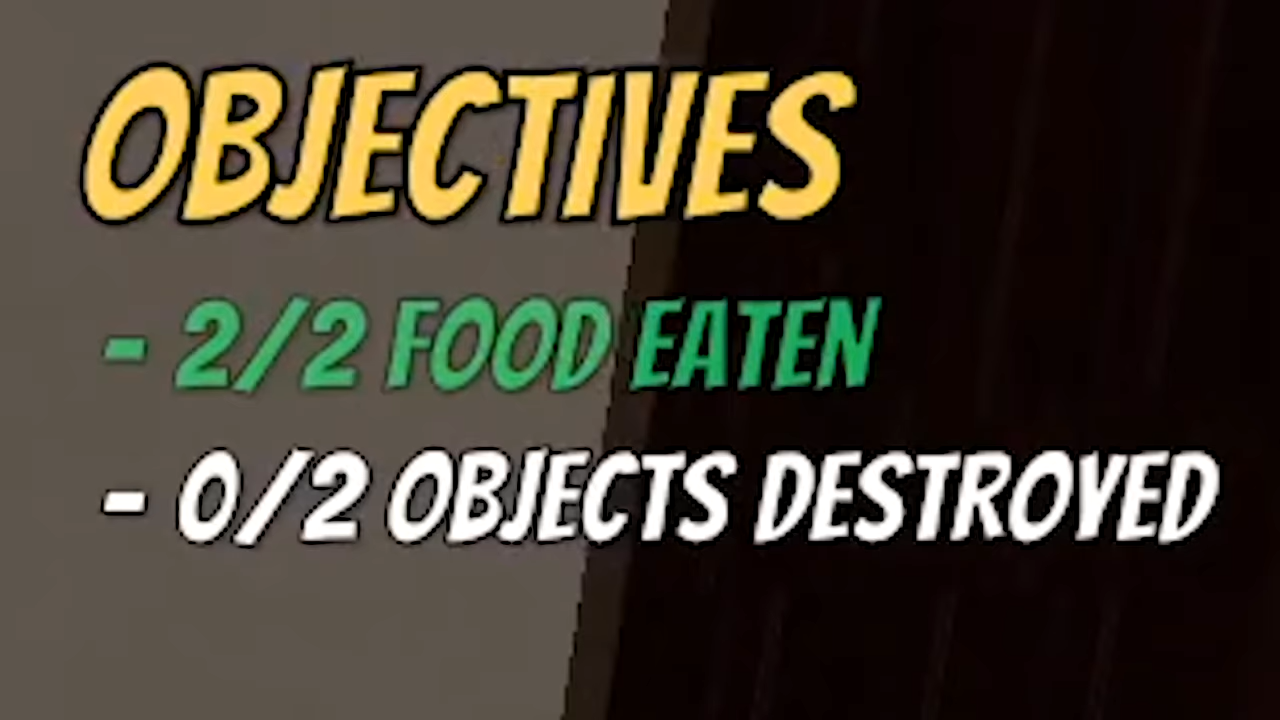 OBJECTIVES
- 2/2 FOOD EATEN
- 0/2 OBJECTS DESTROYED